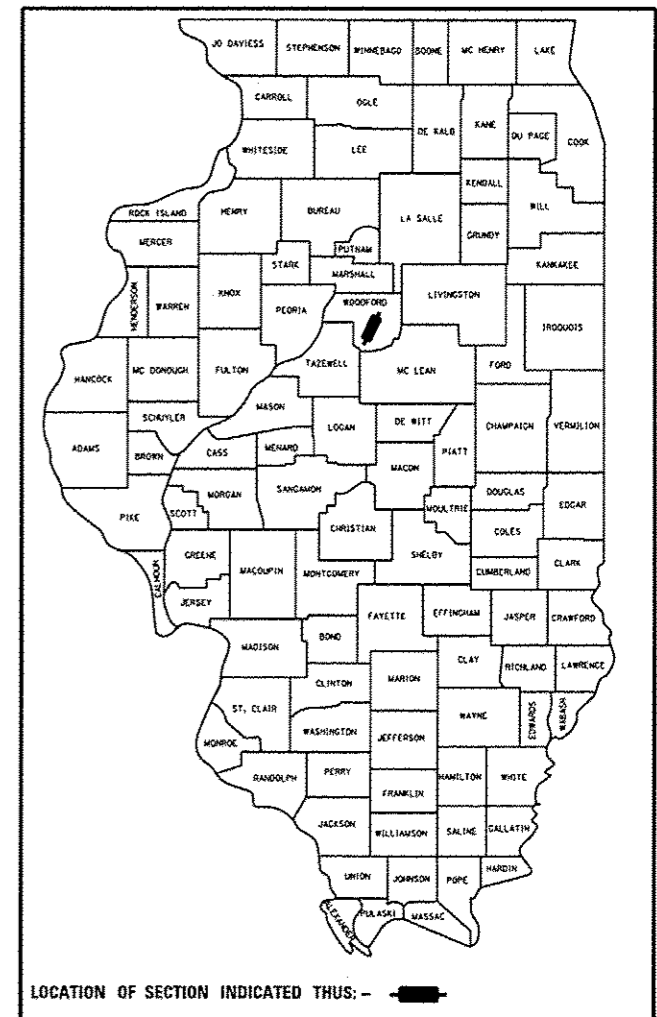 JO DAVIESS STEPHENSON WINNEBAGO BOONE MC HENRY LAKE
CARROLL OGLE DE KALB KANE DU PAGE COOK
WHITESIDE LEE
KENDALL WILL
ROCK ISLAND HENRY BUREAU LA SALLE GRUNDY
MERCER PUTNAM KANKAKEE
STARK MARSHALL
HENDERSON WARREN KNOX PEORIA WOODFORD LIVINGSTON IROQUOIS
HANCOCK MC DONOUGH FULTON TAZEWELL MC LEAN FORD
SCHUYLER MASON LOGAN DE WITT CHAMPAIGN VERMILION
ADAMS BROWN CASS MENARD MACON PIATT
PIKE SCOTT MORGAN SANGAMON MOULTRIE DOUGLAS EDGAR
CHRISTIAN COLES
CALHOUN GREENE MACOUPIN MONTGOMERY SHELBY CUMBERLAND CLARK
JERSEY FAYETTE EFFINGHAM JASPER CRAWFORD
MADISON BOND
CLINTON MARION CLAY RICHLAND LAWRENCE
ST. CLAIR WAYNE EDWARDS WABASH
MONROE WASHINGTON JEFFERSON
RANDOLPH PERRY HAMILTON WHITE
FRANKLIN
JACKSON WILLIAMSON SALINE GALLATIN
UNION JOHNSON POPE HARDIN
ALEXANDER PULASKI MASSAC
LOCATION OF SECTION INDICATED THUS: -